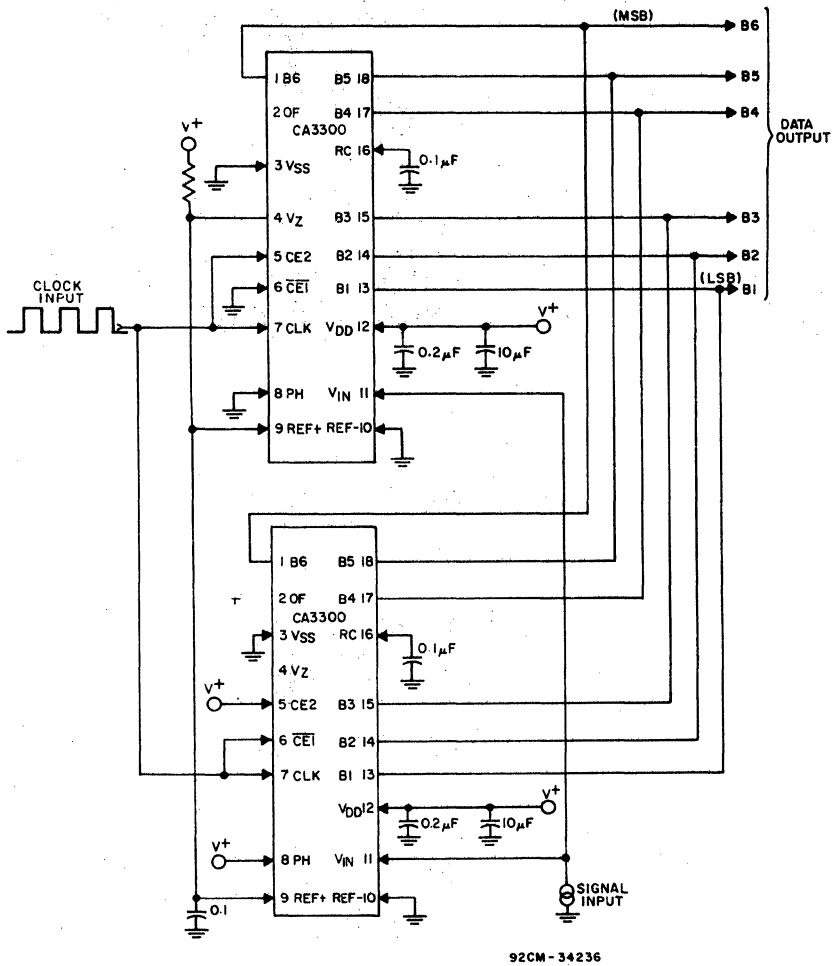 (MSB)
B6
B5
B4
DATA
OUTPUT
B3
B2
(LSB)
B1
1 B6 B5 18
2 OF B4 17
CA3300
RC 16
0.1µF
V+
3 VSS
4 VZ B3 15
5 CE2 B2 14
6 CE1 B1 13
CLOCK
INPUT
7 CLK VDD 12
V+
0.2µF 10µF
8 PH VIN 11
9 REF+ REF-10
1 B6 B5 18
2 OF B4 17
CA3300
3 VSS RC 16
0.1µF
4 VZ
V+
5 CE2 B3 15
6 CE1 B2 14
7 CLK B1 13
V+
VDD 12
0.2µF 10µF
V+
8 PH VIN 11
9 REF+ REF-10
0.1
SIGNAL
INPUT
92CM-34236